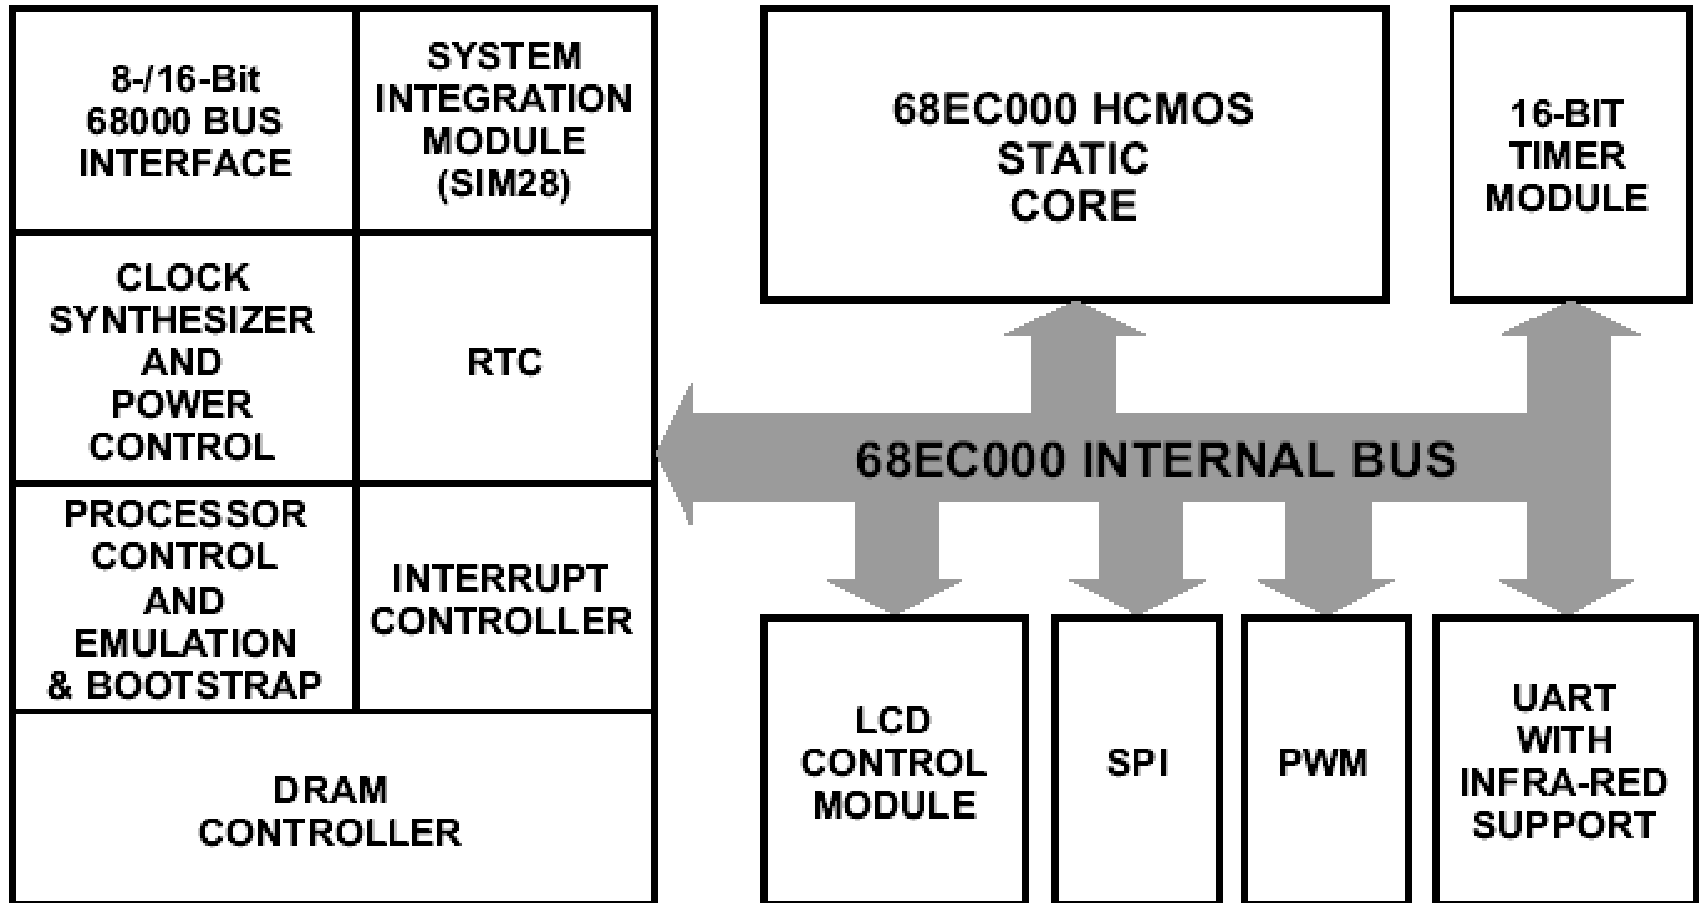 8-/16-Bit
68000 BUS
INTERFACE
SYSTEM
INTEGRATION
MODULE
(SIM28)
68EC000 HCMOS
STATIC
CORE
16-BIT
TIMER
MODULE
CLOCK
SYNTHESIZER
AND
POWER
CONTROL
RTC
68EC000 INTERNAL BUS
PROCESSOR
CONTROL
AND
EMULATION
& BOOTSTRAP
INTERRUPT
CONTROLLER
DRAM
CONTROLLER
LCD
CONTROL
MODULE
SPI
PWM
UART
WITH
INFRA-RED
SUPPORT